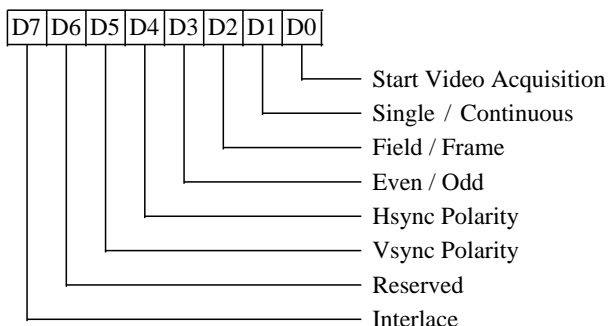 D7 D6 D5 D4 D3 D2 D1 D0
Start Video Acquisition
Single / Continuous
Field / Frame
Even / Odd
Hsync Polarity
Vsync Polarity
Reserved
Interlace